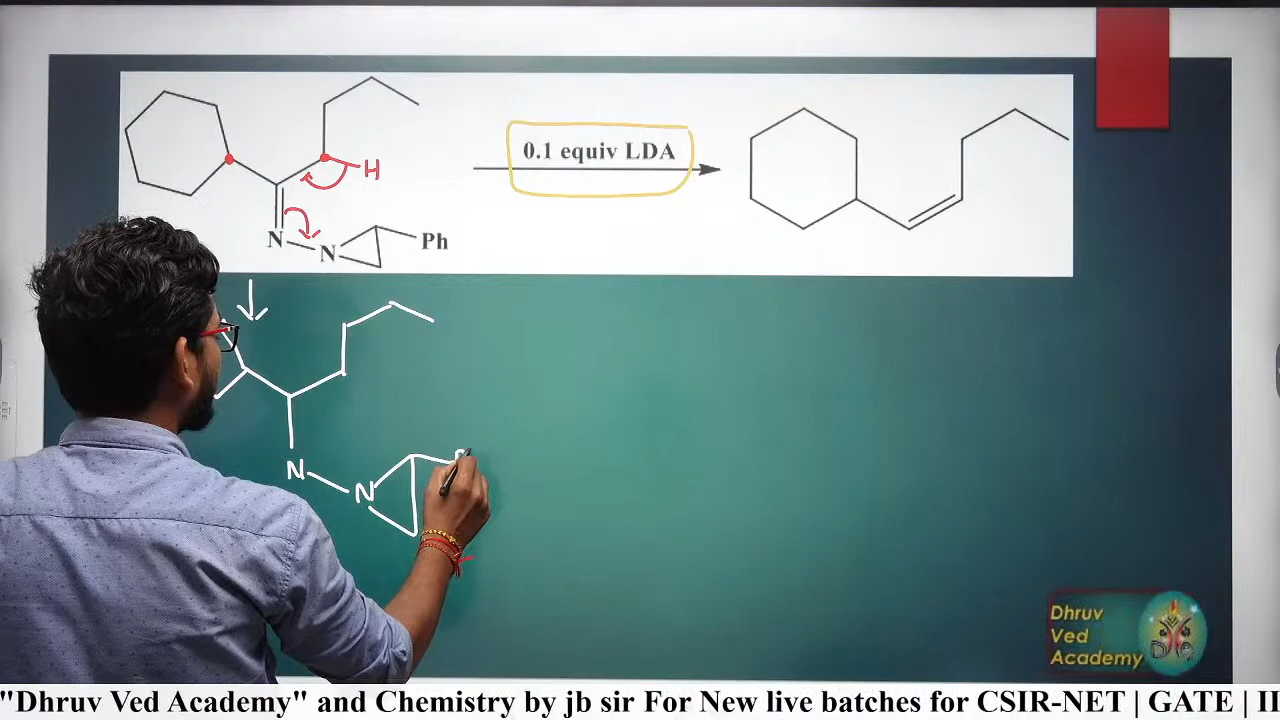 0.1 equiv LDA
H
N
N
Ph
N
N
Dhruv
Ved
Academy
"Dhruv Ved Academy" and Chemistry by jb sir For New live batches for CSIR-NET | GATE | II